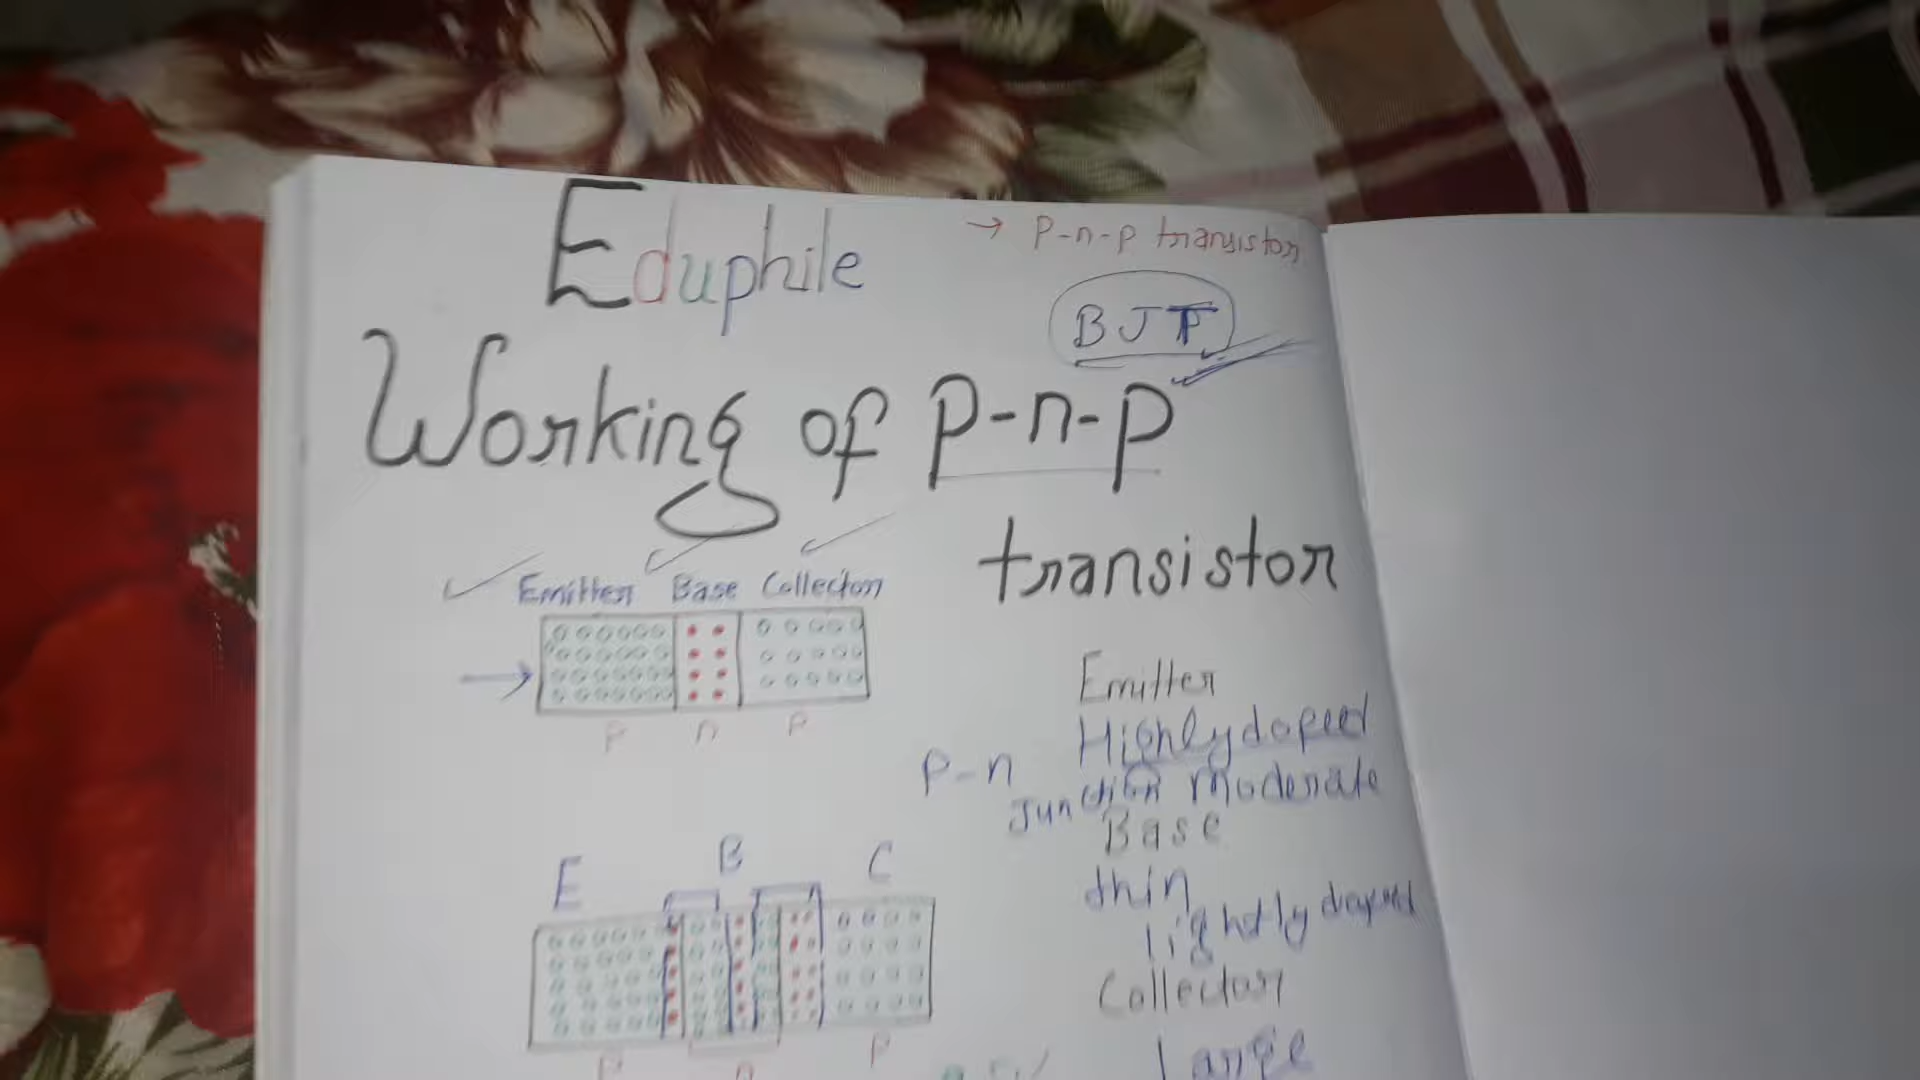 Eduphile
→ P-n-p transistor
BJT
Working of p-n-p
transistor
Emitter Base Collector
P n P
Emitter
Highly doped
P-n Junction Moderate
Base
thin
lightly doped
Collector
Large
E B C
P n P